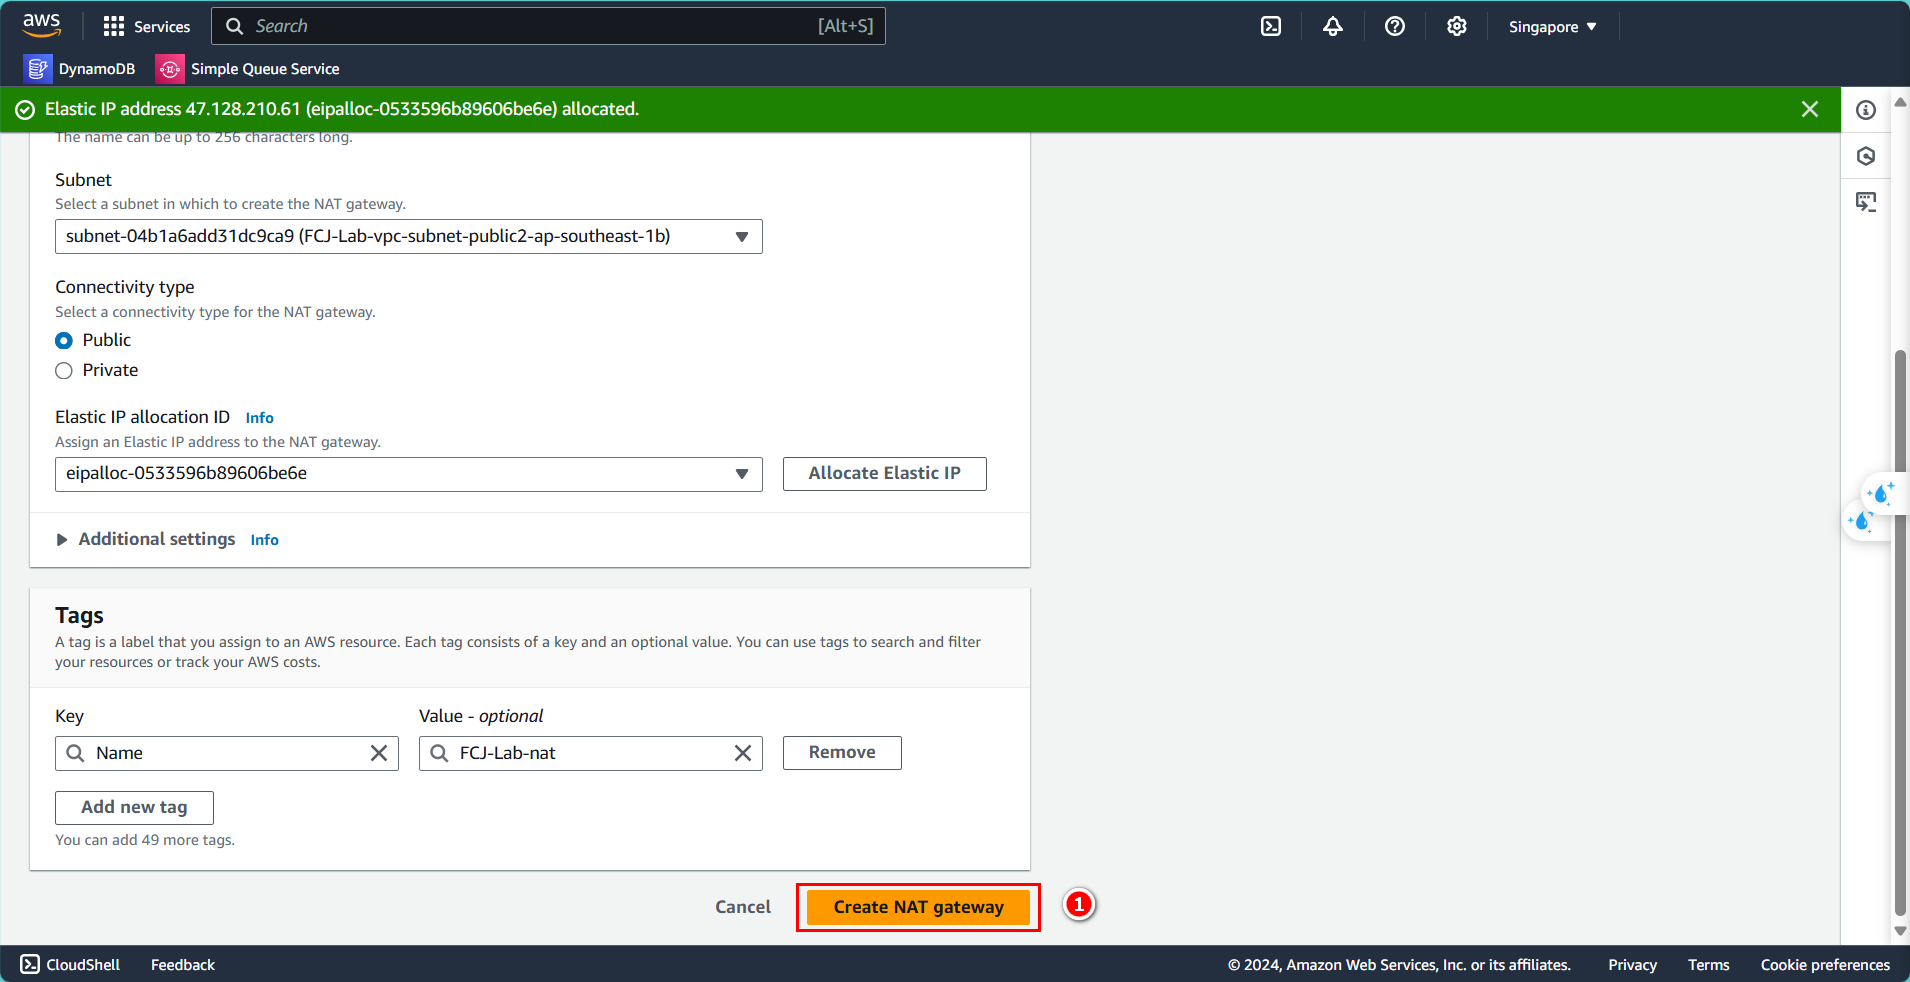 aws
Services
Search
[Alt+S]
Singapore
DynamoDB
Simple Queue Service
Elastic IP address 47.128.210.61 (eipalloc-0533596b89606be6e) allocated.
The name can be up to 256 characters long.
Subnet
Select a subnet in which to create the NAT gateway.
subnet-04b1a6add31dc9ca9 (FCJ-Lab-vpc-subnet-public2-ap-southeast-1b)
Connectivity type
Select a connectivity type for the NAT gateway.
Public
Private
Elastic IP allocation ID Info
Assign an Elastic IP address to the NAT gateway.
eipalloc-0533596b89606be6e
Allocate Elastic IP
Additional settings Info
Tags
A tag is a label that you assign to an AWS resource. Each tag consists of a key and an optional value. You can use tags to search and filter
your resources or track your AWS costs.
Key
Value - optional
Name
FCJ-Lab-nat
Remove
Add new tag
You can add 49 more tags.
Cancel
Create NAT gateway
1
CloudShell
Feedback
© 2024, Amazon Web Services, Inc. or its affiliates.
Privacy
Terms
Cookie preferences